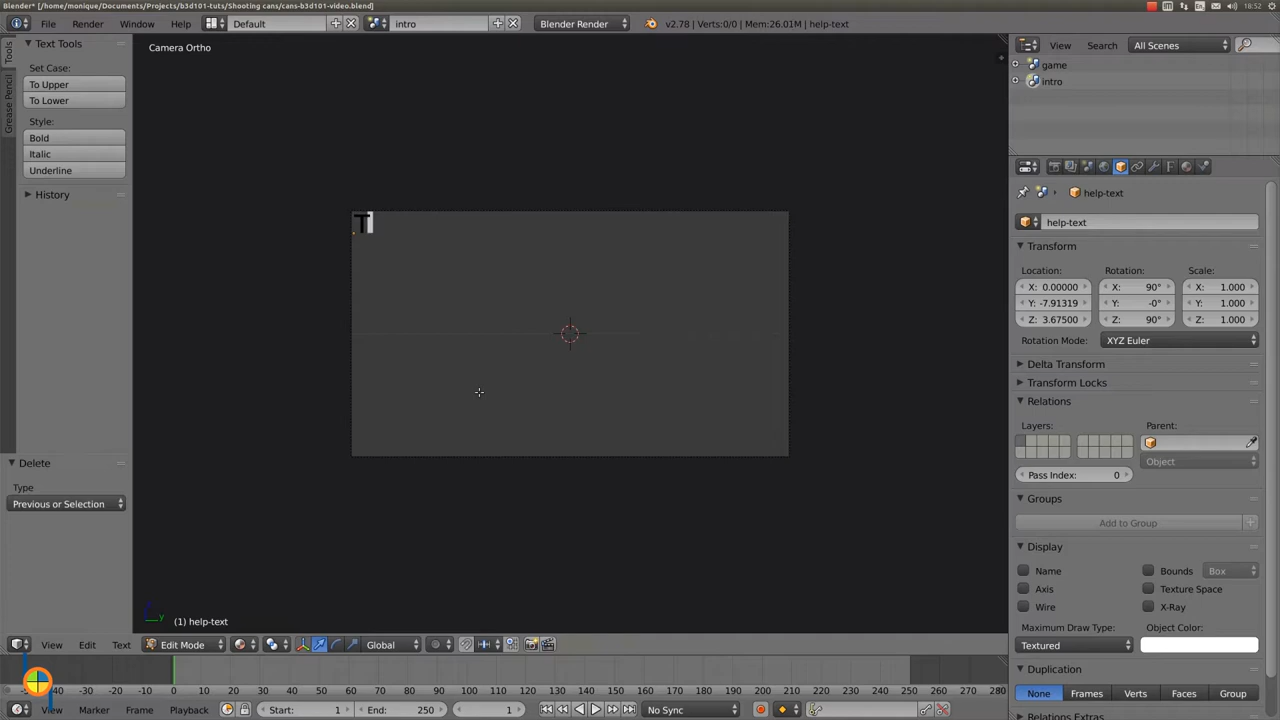 Blender* [/home/monique/Documents/Projects/b3d101-tuts/Shooting cans/cans-b3d101-video.blend]
En
18:52
File Render Window Help Default intro Blender Render v2.78 | Verts:0/0 | Mem:26.01M | help-text
Tools
Grease Pencil
Text Tools
Set Case:
To Upper
To Lower
Style:
Bold
Italic
Underline
History
Delete
Type
Previous or Selection
Camera Ortho
T
y
(1) help-text
View Edit Text Edit Mode Global
View Search All Scenes
game
intro
help-text
help-text
Transform
Location: Rotation: Scale:
X: 0.00000 X: 90° X: 1.000
Y: -7.91319 Y: -0° Y: 1.000
Z: 3.67500 Z: 90° Z: 1.000
Rotation Mode: XYZ Euler
Delta Transform
Transform Locks
Relations
Layers: Parent:
Object
Pass Index: 0
Groups
Add to Group
Display
Name Bounds Box
Axis Texture Space
Wire X-Ray
Maximum Draw Type: Object Color:
Textured
Duplication
None Frames Verts Faces Group
Relations Extras
-40 -30 -20 -10 0 10 20 30 40 50 60 70 80 90 100 110 120 130 140 150 160 170 180 190 200 210 220 230 240 250 260 270 280
View Marker Frame Playback Start: 1 End: 250 1 No Sync